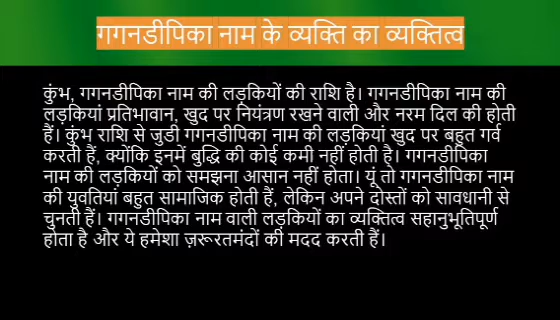 गगनडीपिका नाम के व्यक्ति का व्यक्तित्व
कुंभ, गगनडीपिका नाम की लड़कियों की राशि है। गगनडीपिका नाम की
लड़कियां प्रतिभावान, खुद पर नियंत्रण रखने वाली और नरम दिल की होती
हैं। कुंभ राशि से जुडी गगनडीपिका नाम की लड़कियां खुद पर बहुत गर्व
करती हैं, क्योंकि इनमें बुद्धि की कोई कमी नहीं होती है। गगनडीपिका
नाम की लड़कियों को समझना आसान नहीं होता। यूं तो गगनडीपिका नाम
की युवतियां बहुत सामाजिक होती हैं, लेकिन अपने दोस्तों को सावधानी से
चुनती हैं। गगनडीपिका नाम वाली लड़कियों का व्यक्तित्व सहानुभूतिपूर्ण
होता है और ये हमेशा ज़रूरतमंदों की मदद करती हैं।